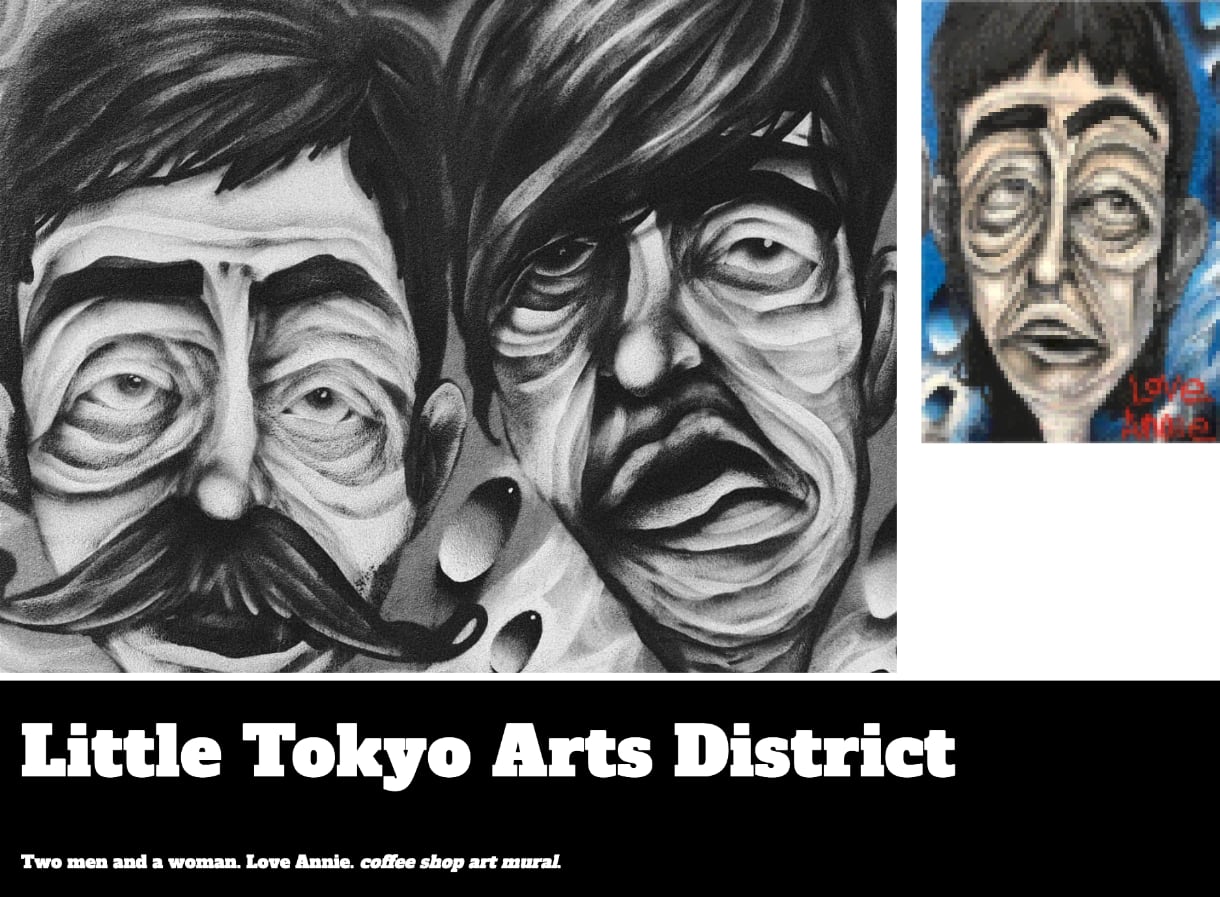 Love
Annie
Little Tokyo Arts District
Two men and a woman. Love Annie. coffee shop art mural.